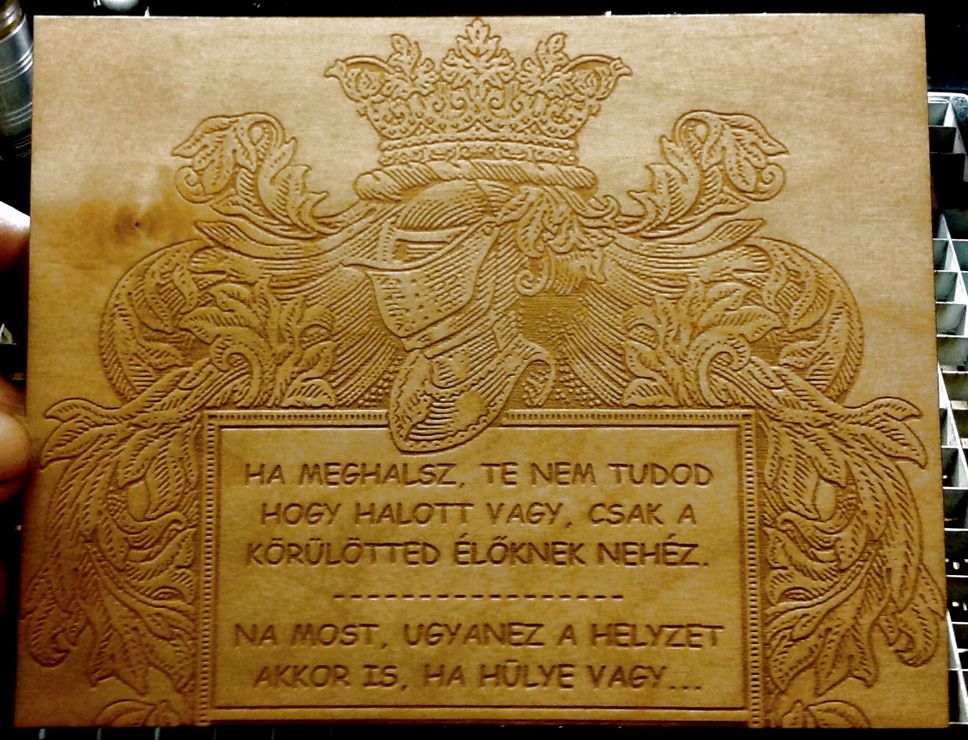 HA MEGHALSZ, TE NEM TUDOD
HOGY HALOTT VAGY, CSAK A
KÖRÜLÖTTED ÉLŐKNEK NEHÉZ.
-----------------
NA MOST, UGYANEZ A HELYZET
AKKOR IS, HA HÜLYE VAGY...